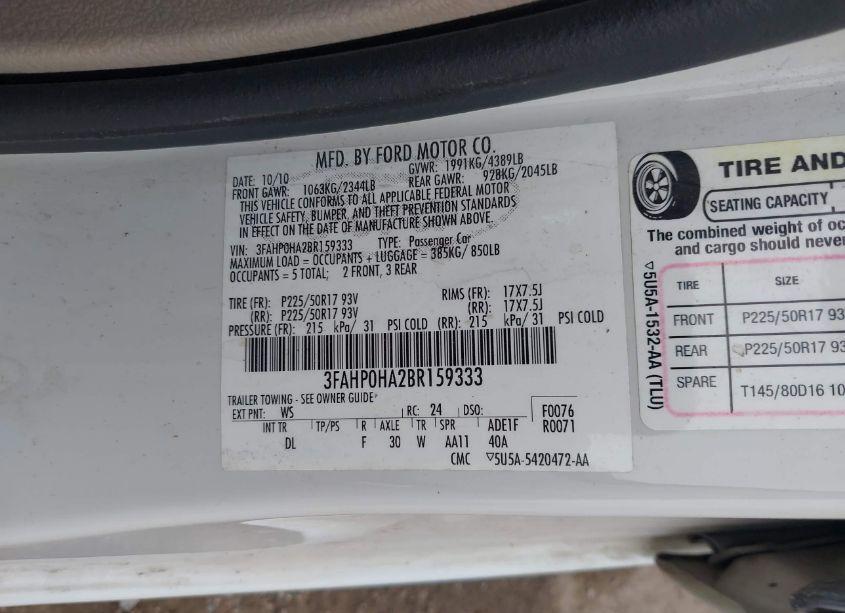 MFD. BY FORD MOTOR CO.
DATE: 10/10 GVWR: 1991KG/4389LB
FRONT GAWR: 1063KG/2344LB REAR GAWR: 928KG/2045LB
THIS VEHICLE CONFORMS TO ALL APPLICABLE FEDERAL MOTOR
VEHICLE SAFETY, BUMPER, AND THEFT PREVENTION STANDARDS
IN EFFECT ON THE DATE OF MANUFACTURE SHOWN ABOVE.
VIN: 3FAHP0HA2BR159333 TYPE: Passenger Car
MAXIMUM LOAD = OCCUPANTS + LUGGAGE = 385KG/ 850LB
OCCUPANTS = 5 TOTAL; 2 FRONT, 3 REAR
TIRE (FR): P225/50R17 93V RIMS (FR): 17X7.5J
(RR): P225/50R17 93V (RR): 17X7.5J
PRESSURE (FR): 215 kPa/ 31 PSI COLD (RR): 215 kPa/ 31 PSI COLD
3FAHP0HA2BR159333
TRAILER TOWING - SEE OWNER GUIDE
EXT PNT: WS RC: 24 DSO: F0076
R0071
INT TR TP/PS R AXLE TR SPR ADE1F
DL F 30 W AA11 40A
CMC ▽5U5A-5420472-AA
TIRE AND
SEATING CAPACITY
The combined weight of oc
and cargo should never
▽5U5A-1532-AA (TLU)
TIRE SIZE
FRONT P225/50R17 93
REAR P225/50R17 93
SPARE T145/80D16 10